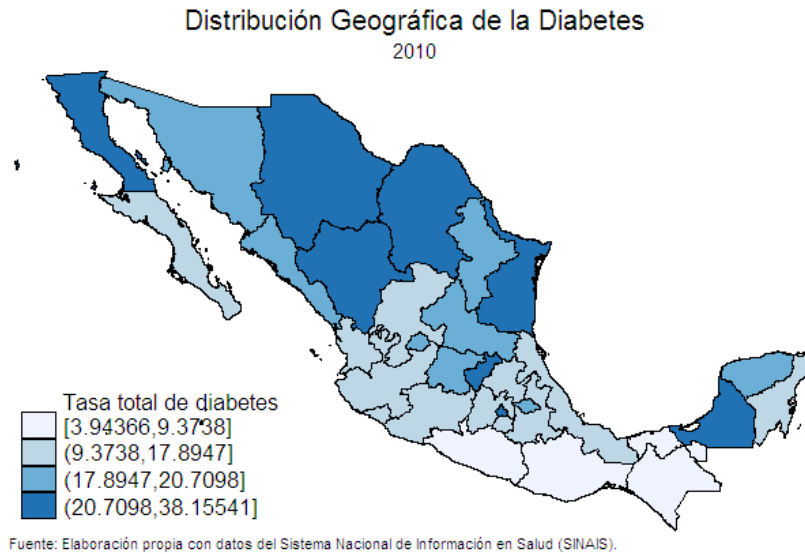 Distribución Geográfica de la Diabetes
2010
Tasa total de diabetes
[3.94366,9.3738]
(9.3738,17.8947]
(17.8947,20.7098]
(20.7098,38.15541]
Fuente: Elaboración propia con datos del Sistema Nacional de Información en Salud (SINAIS).